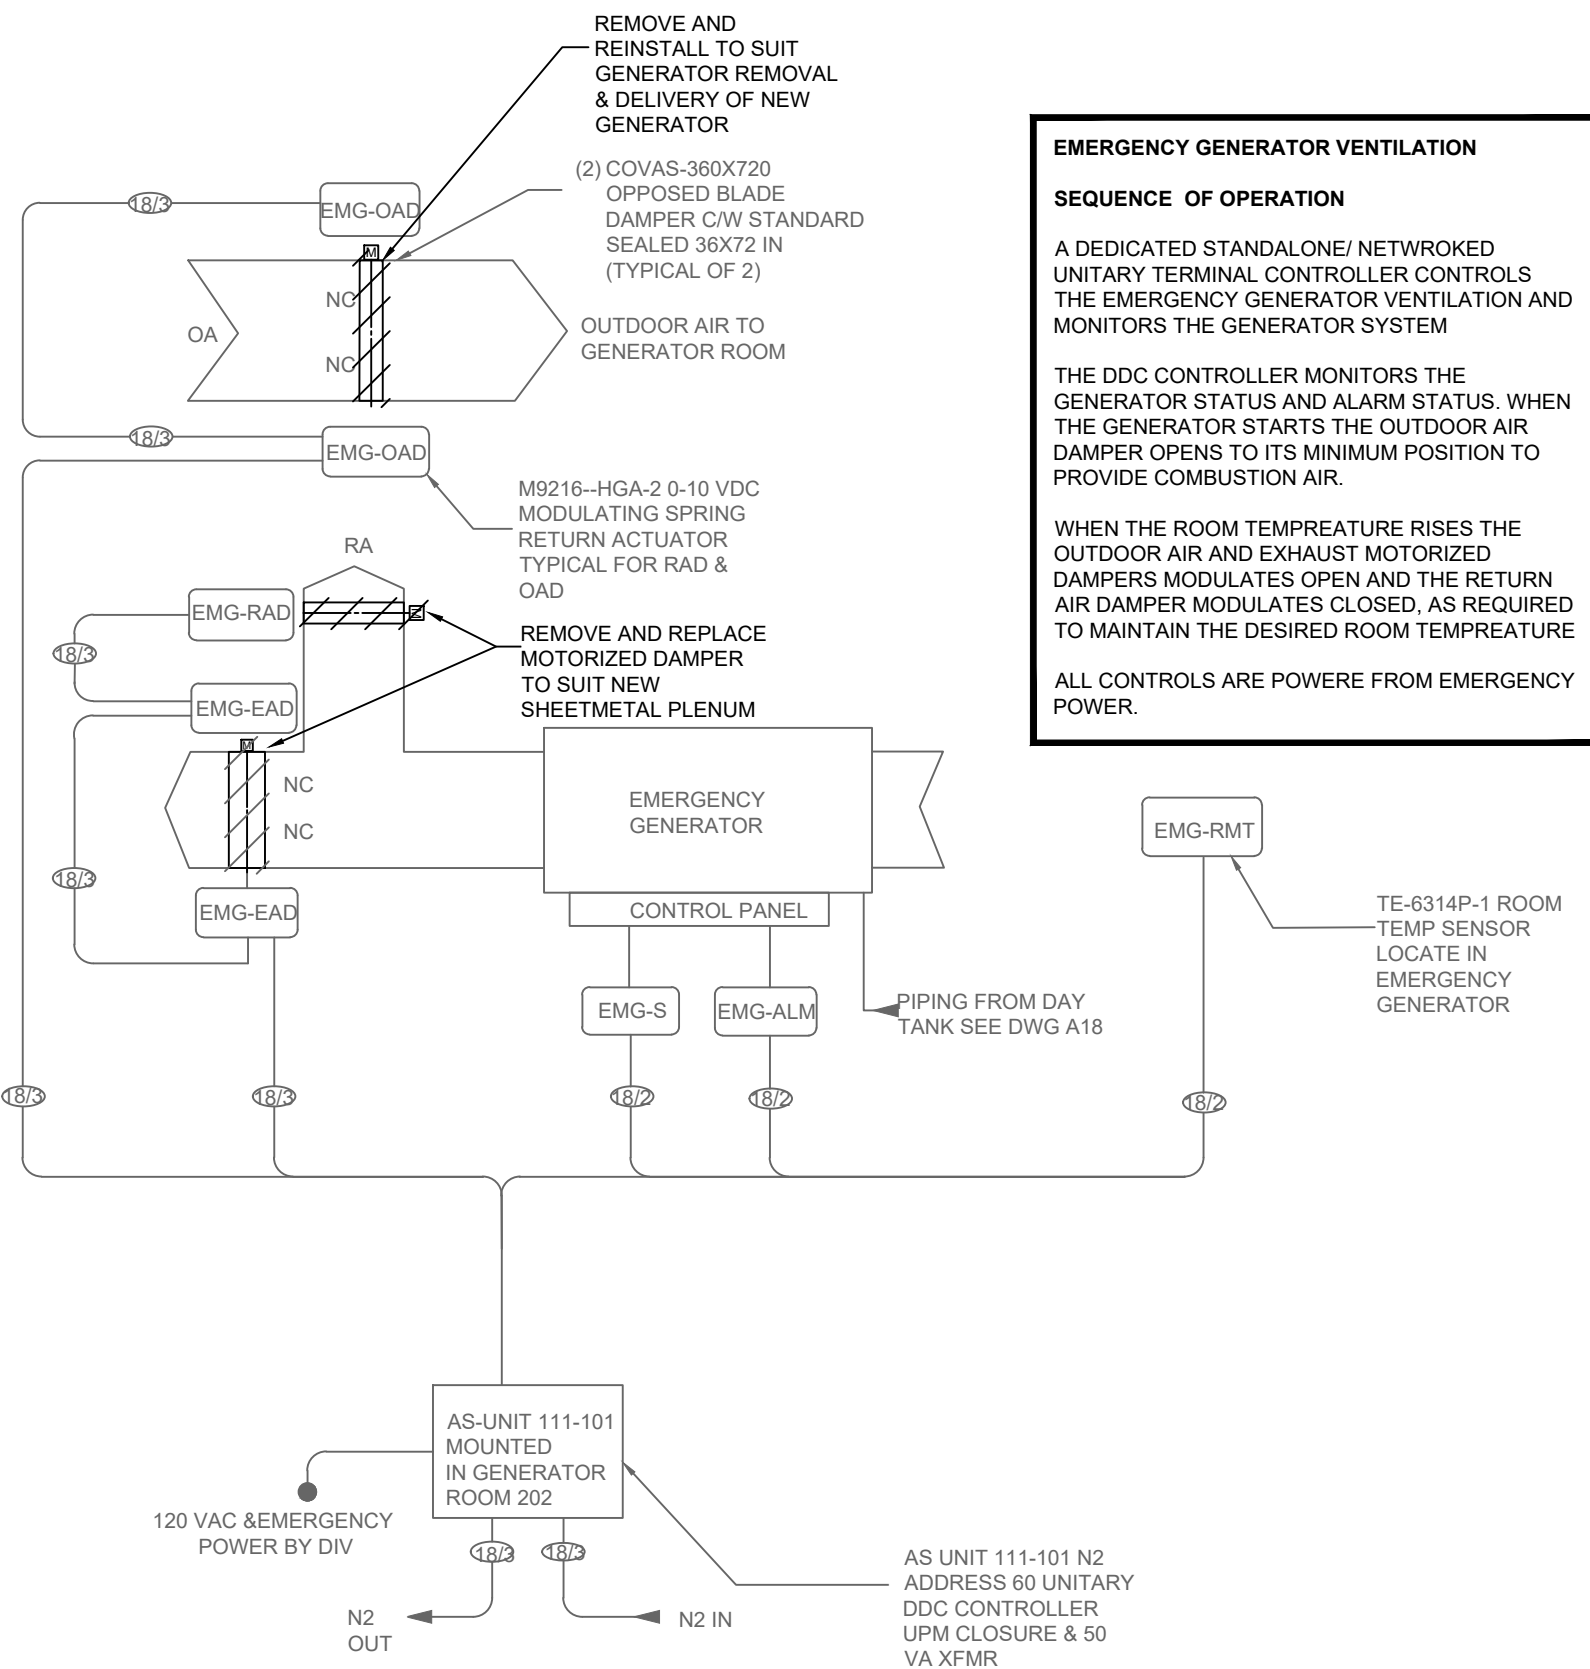 REMOVE AND
REINSTALL TO SUIT
GENERATOR REMOVAL
& DELIVERY OF NEW
GENERATOR
(2) COVAS-360X720
OPPOSED BLADE
DAMPER C/W STANDARD
SEALED 36X72 IN
(TYPICAL OF 2)
18/3
EMG-OAD
M
NC
OA
NC
OUTDOOR AIR TO
GENERATOR ROOM
18/3
EMG-OAD
M9216--HGA-2 0-10 VDC
MODULATING SPRING
RETURN ACTUATOR
TYPICAL FOR RAD &
OAD
RA
EMG-RAD
M
18/3
REMOVE AND REPLACE
MOTORIZED DAMPER
TO SUIT NEW
SHEETMETAL PLENUM
EMG-EAD
M
NC
NC
18/3
EMG-EAD
EMERGENCY
GENERATOR
CONTROL PANEL
EMG-S
EMG-ALM
PIPING FROM DAY
TANK SEE DWG A18
EMERGENCY GENERATOR VENTILATION
SEQUENCE OF OPERATION
A DEDICATED STANDALONE/ NETWROKED
UNITARY TERMINAL CONTROLLER CONTROLS
THE EMERGENCY GENERATOR VENTILATION AND
MONITORS THE GENERATOR SYSTEM
THE DDC CONTROLLER MONITORS THE
GENERATOR STATUS AND ALARM STATUS. WHEN
THE GENERATOR STARTS THE OUTDOOR AIR
DAMPER OPENS TO ITS MINIMUM POSITION TO
PROVIDE COMBUSTION AIR.
WHEN THE ROOM TEMPREATURE RISES THE
OUTDOOR AIR AND EXHAUST MOTORIZED
DAMPERS MODULATES OPEN AND THE RETURN
AIR DAMPER MODULATES CLOSED, AS REQUIRED
TO MAINTAIN THE DESIRED ROOM TEMPREATURE
ALL CONTROLS ARE POWERE FROM EMERGENCY
POWER.
EMG-RMT
TE-6314P-1 ROOM
TEMP SENSOR
LOCATE IN
EMERGENCY
GENERATOR
18/3
18/3
18/2
18/2
18/2
AS-UNIT 111-101
MOUNTED
IN GENERATOR
ROOM 202
120 VAC &EMERGENCY
POWER BY DIV
18/3
18/3
N2
OUT
N2 IN
AS UNIT 111-101 N2
ADDRESS 60 UNITARY
DDC CONTROLLER
UPM CLOSURE & 50
VA XFMR